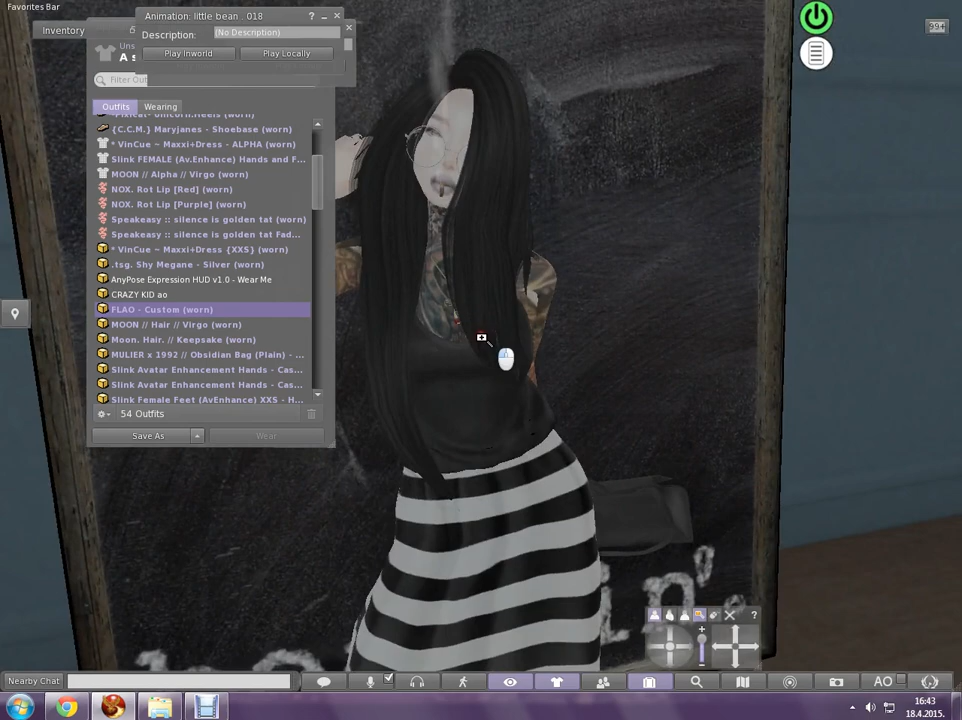 Favorites Bar
Animation: little bean . 018
?
Inventory
Description: (No Description)
Play Inworld
Play Locally
Uns
A s
Filter Out
99.4
Outfits
Wearing
{C.C.M.} Maryjanes - Shoebase (worn)
* VinCue ~ Maxxi+Dress - ALPHA (worn)
Slink FEMALE (Av.Enhance) Hands and F...
MOON // Alpha // Virgo (worn)
NOX. Rot Lip [Red] (worn)
NOX. Rot Lip [Purple] (worn)
Speakeasy :: silence is golden tat (worn)
Speakeasy :: silence is golden tat Fad...
* VinCue ~ Maxxi+Dress {XXS} (worn)
.tsg. Shy Megane - Silver (worn)
AnyPose Expression HUD v1.0 - Wear Me
CRAZY KID ao
FLAO - Custom (worn)
MOON // Hair // Virgo (worn)
Moon. Hair. // Keepsake (worn)
MULIER x 1992 // Obsidian Bag (Plain) - ...
Slink Avatar Enhancement Hands - Cas...
Slink Avatar Enhancement Hands - Cas...
Slink Female Feet (AvEnhance) XXS - H...
54 Outfits
Save As
Wear
?
Nearby Chat
AO
16:43
18.4.2015.